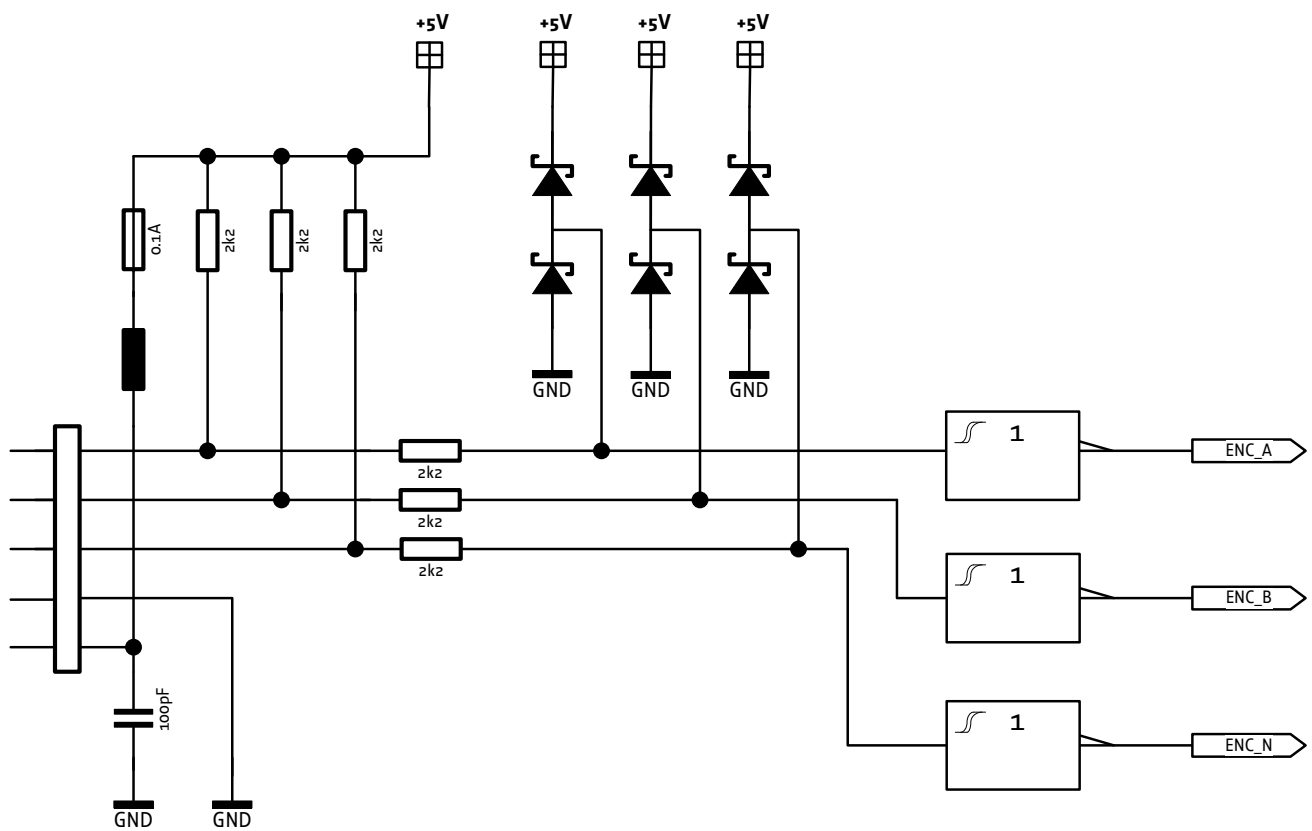 +5V
+5V
+5V
+5V
0.1A
2k2
2k2
2k2
GND
GND
GND
2k2
2k2
2k2
1
ENC_A
1
ENC_B
1
ENC_N
100pF
GND
GND